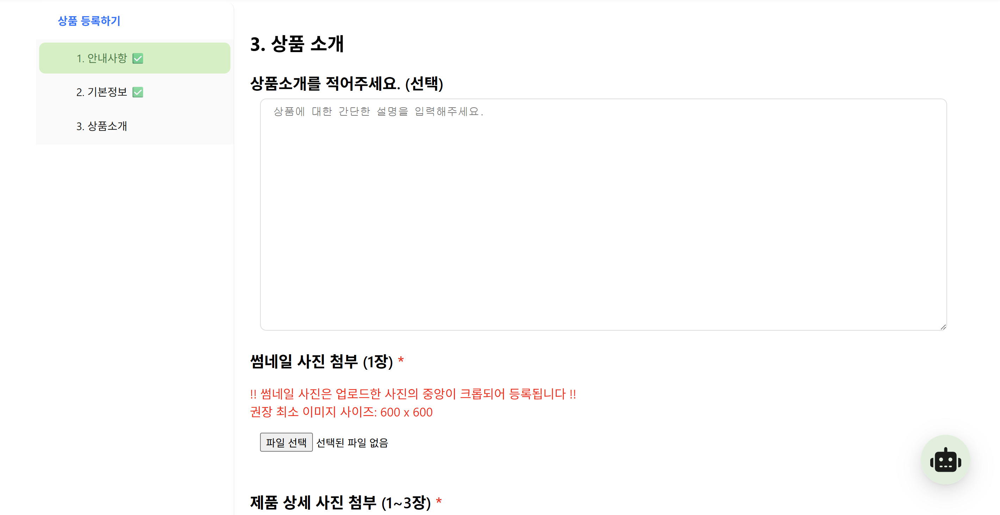 상품 등록하기
1. 안내사항 ✅
2. 기본정보 ✅
3. 상품소개
3. 상품 소개
상품소개를 적어주세요. (선택)
상품에 대한 간단한 설명을 입력해주세요.
썸네일 사진 첨부 (1장) *
!! 썸네일 사진은 업로드한 사진의 중앙이 크롭되어 등록됩니다 !!
권장 최소 이미지 사이즈: 600 x 600
파일 선택 선택된 파일 없음
제품 상세 사진 첨부 (1~3장) *